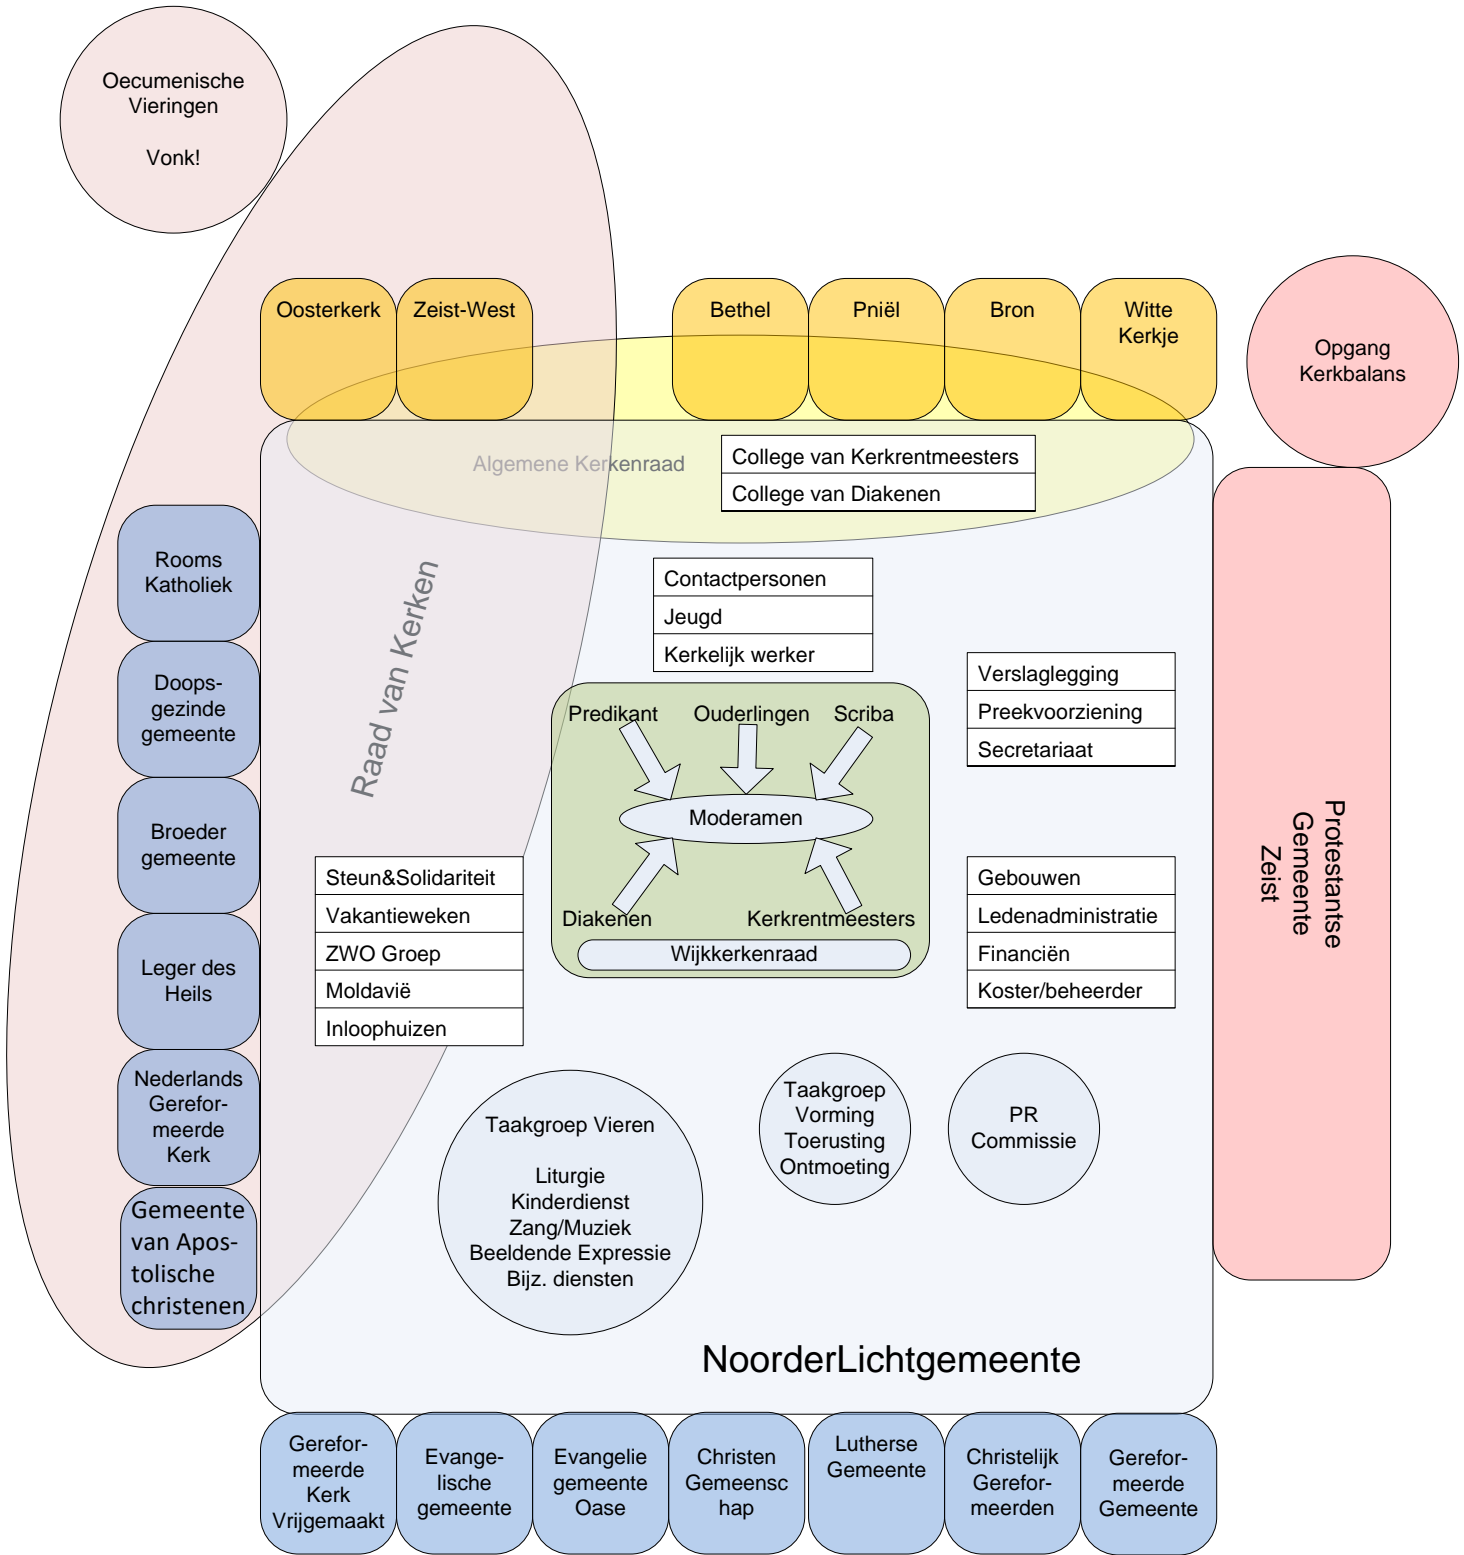 Oecumenische
Vieringen
Vonk!
Oosterkerk
Zeist-West
Bethel
Pniël
Bron
Witte
Kerkje
Opgang
Kerkbalans
Algemene Kerkenraad
College van Kerkrentmeesters
College van Diakenen
Rooms
Katholiek
Doops-
gezinde
gemeente
Broeder
gemeente
Leger des
Heils
Nederlands
Gerefor-
meerde
Kerk
Gemeente
van Apos-
tolische
christenen
Raad van Kerken
Contactpersonen
Jeugd
Kerkelijk werker
Verslaglegging
Preekvoorziening
Secretariaat
Predikant
Ouderlingen
Scriba
Moderamen
Diakenen
Kerkrentmeesters
Wijkkerkenraad
Steun&Solidariteit
Vakantieweken
ZWO Groep
Moldavië
Inloophuizen
Gebouwen
Ledenadministratie
Financiën
Koster/beheerder
Protestantse
Gemeente
Zeist
Taakgroep Vieren
Liturgie
Kinderdienst
Zang/Muziek
Beeldende Expressie
Bijz. diensten
Taakgroep
Vorming
Toerusting
Ontmoeting
PR
Commissie
NoorderLichtgemeente
Gerefor-
meerde
Kerk
Vrijgemaakt
Evange-
lische
gemeente
Evangelie
gemeente
Oase
Christen
Gemeensc
hap
Lutherse
Gemeente
Christelijk
Gerefor-
meerden
Gerefor-
meerde
Gemeente